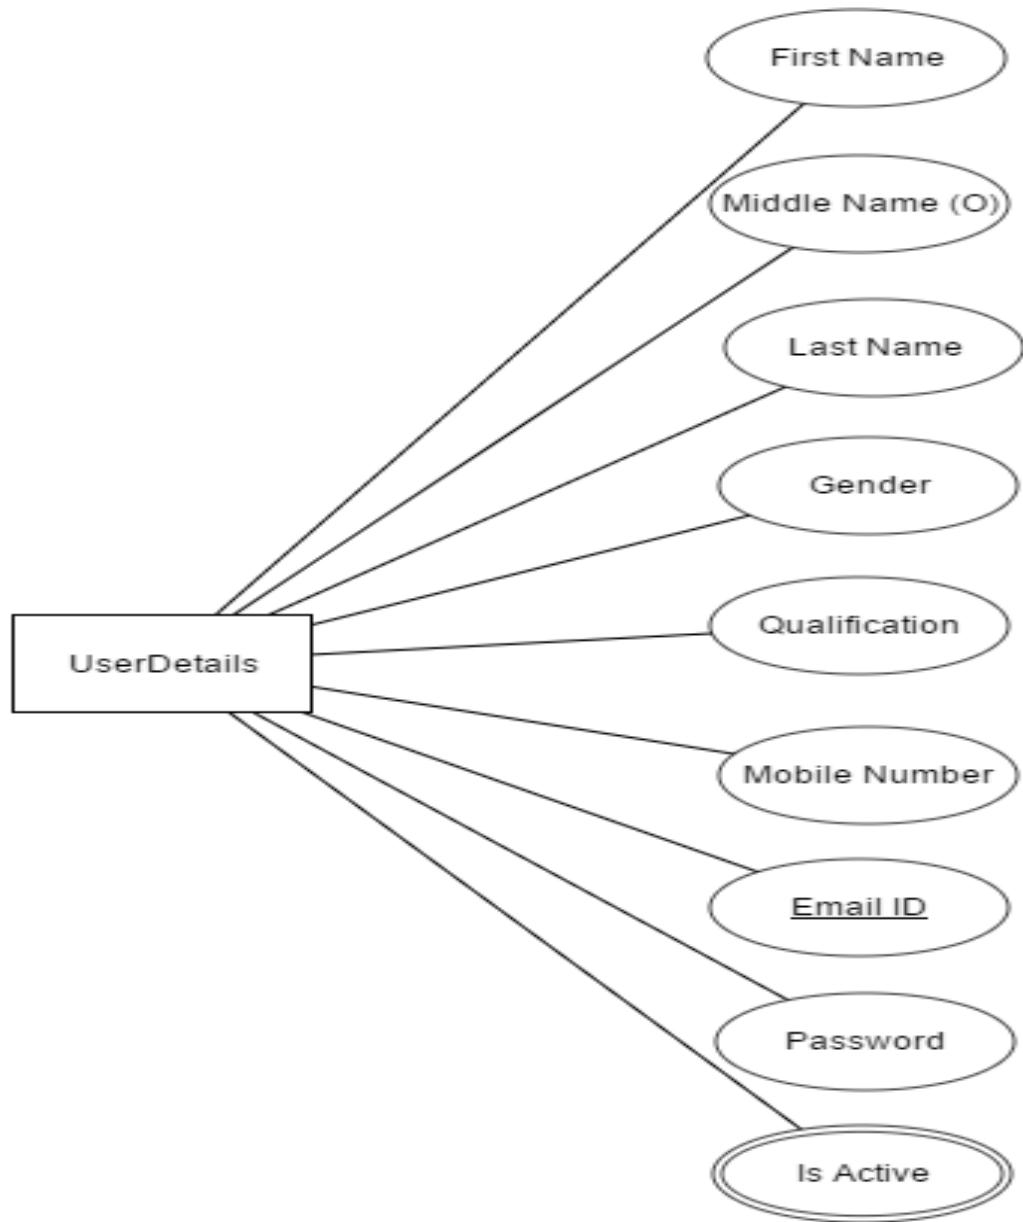 First Name
Middle Name (O)
Last Name
Gender
Qualification
UserDetails
Mobile Number
Email ID
Password
Is Active